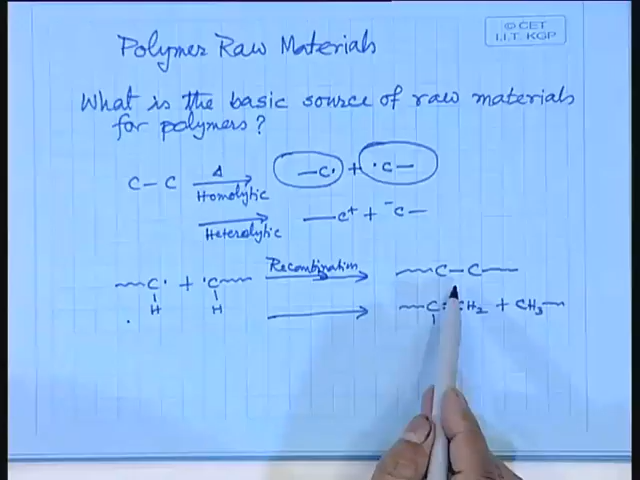 © CET
I.I.T. KGP
Polymer Raw Materials
What is the basic source of raw materials
for polymers?
C – C Δ Homolytic —C· + ·C—
Heterolytic —C⁺ + ⁻C—
C· + ·C Recombination C – C
H H
C CH₂ + CH₃